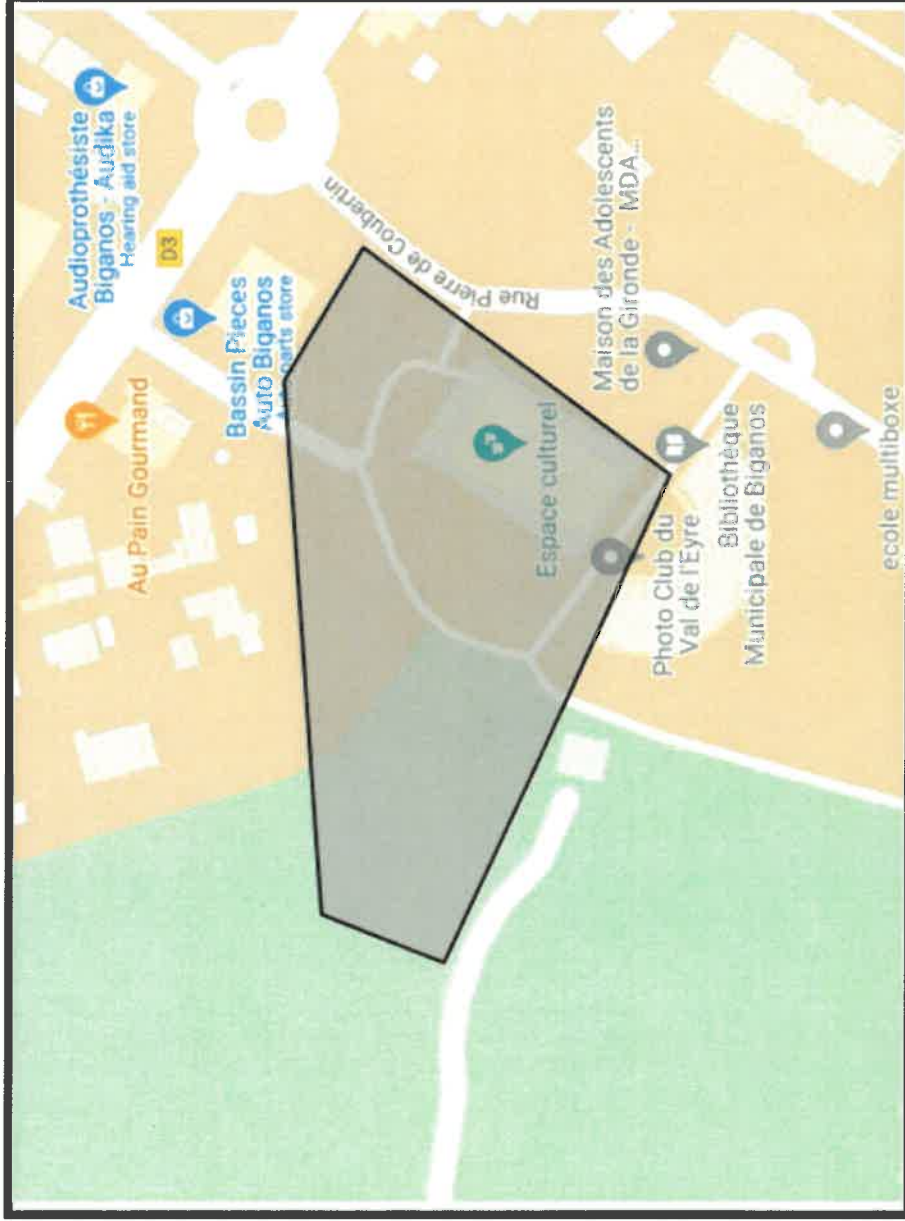 Audioprothésiste
Biganos - Audika
Hearing aid store
D3
Au Pain Gourmand
Bassin Pieces
Auto Biganos
parts store
Rue Pierre de Coubertin
Espace culturel
Maison des Adolescents
de la Gironde - MDA...
Photo Club du
Val de l'Eyre
Bibliothèque
Municipale de Biganos
ecole multiboxe